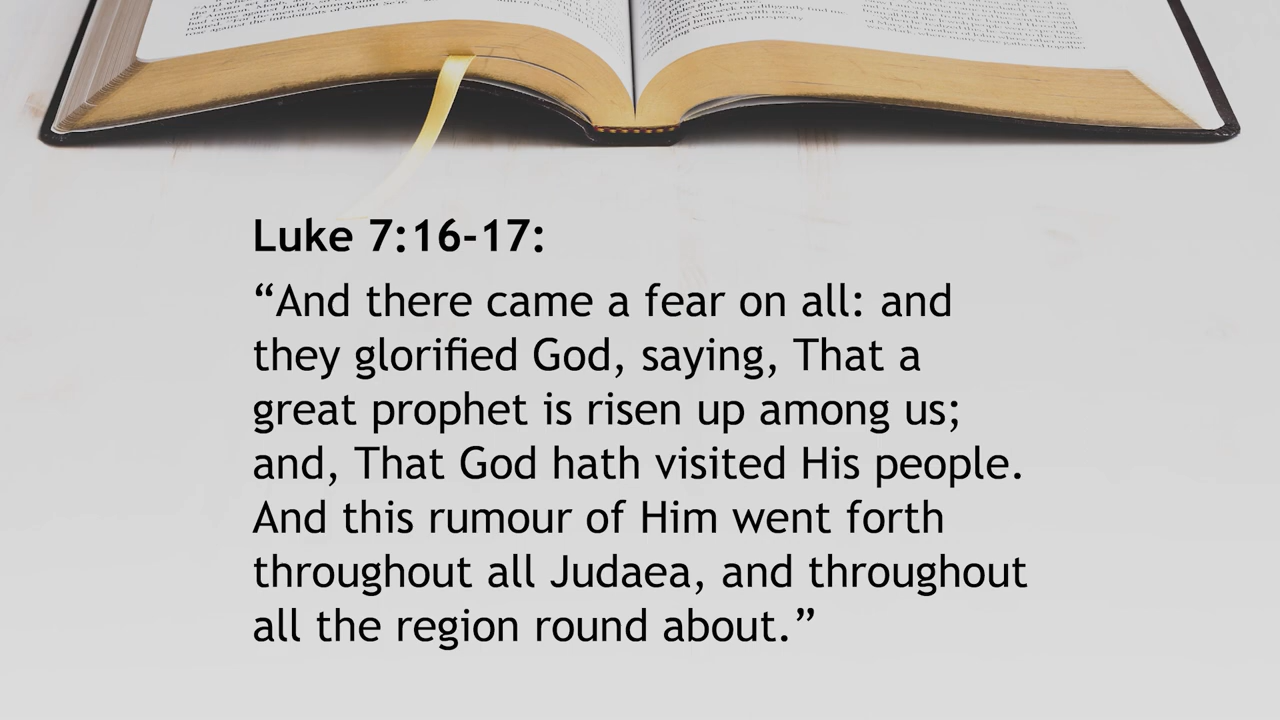 Luke 7:16-17:
“And there came a fear on all: and
they glorified God, saying, That a
great prophet is risen up among us;
and, That God hath visited His people.
And this rumour of Him went forth
throughout all Judaea, and throughout
all the region round about.”